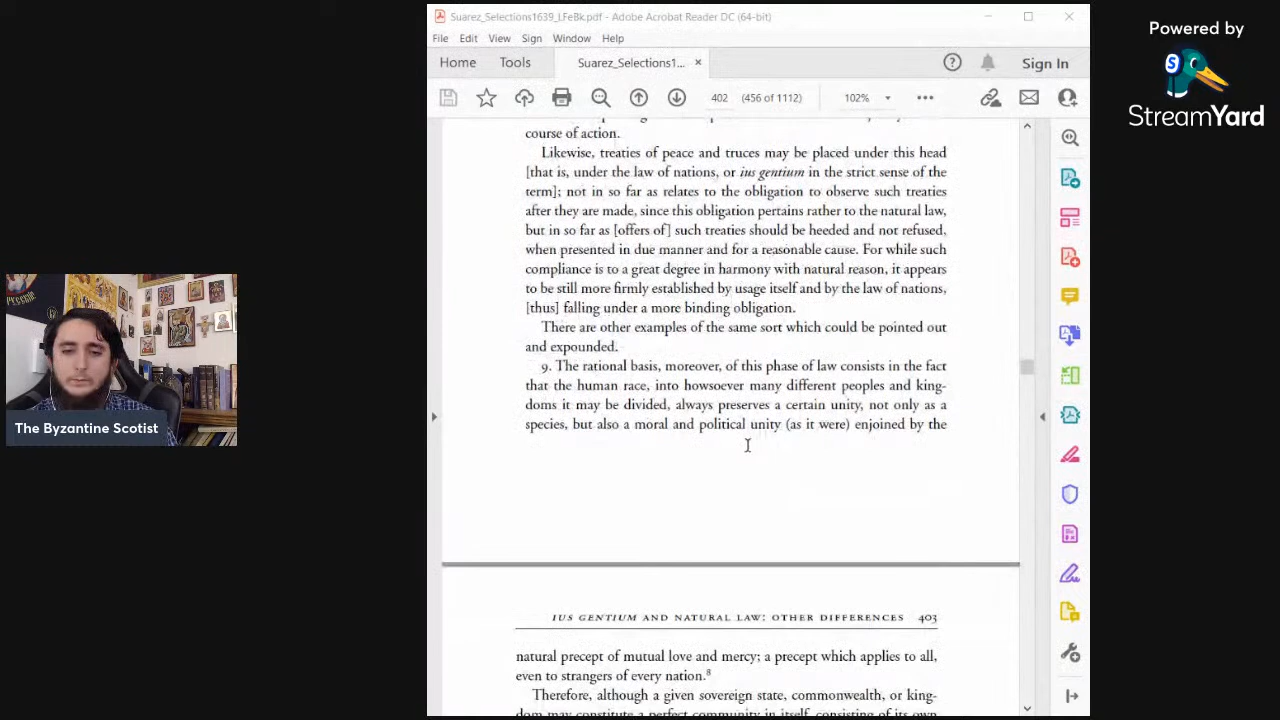 Suarez_Selections1639_LFeBk.pdf - Adobe Acrobat Reader DC (64-bit)
File Edit View Sign Window Help
Home Tools Suarez_Selections1... × Sign In
402 (456 of 1112) 102%
course of action.
Likewise, treaties of peace and truces may be placed under this head
[that is, under the law of nations, or ius gentium in the strict sense of the
term]; not in so far as relates to the obligation to observe such treaties
after they are made, since this obligation pertains rather to the natural law,
but in so far as [offers of] such treaties should be heeded and not refused,
when presented in due manner and for a reasonable cause. For while such
compliance is to a great degree in harmony with natural reason, it appears
to be still more firmly established by usage itself and by the law of nations,
[thus] falling under a more binding obligation.
There are other examples of the same sort which could be pointed out
and expounded.
9. The rational basis, moreover, of this phase of law consists in the fact
that the human race, into howsoever many different peoples and king-
doms it may be divided, always preserves a certain unity, not only as a
species, but also a moral and political unity (as it were) enjoined by the
IUS GENTIUM AND NATURAL LAW: OTHER DIFFERENCES 403
natural precept of mutual love and mercy; a precept which applies to all,
even to strangers of every nation.8
Therefore, although a given sovereign state, commonwealth, or king-
dom may constitute a perfect community in itself, consisting of its own
The Byzantine Scotist
Powered by
StreamYard